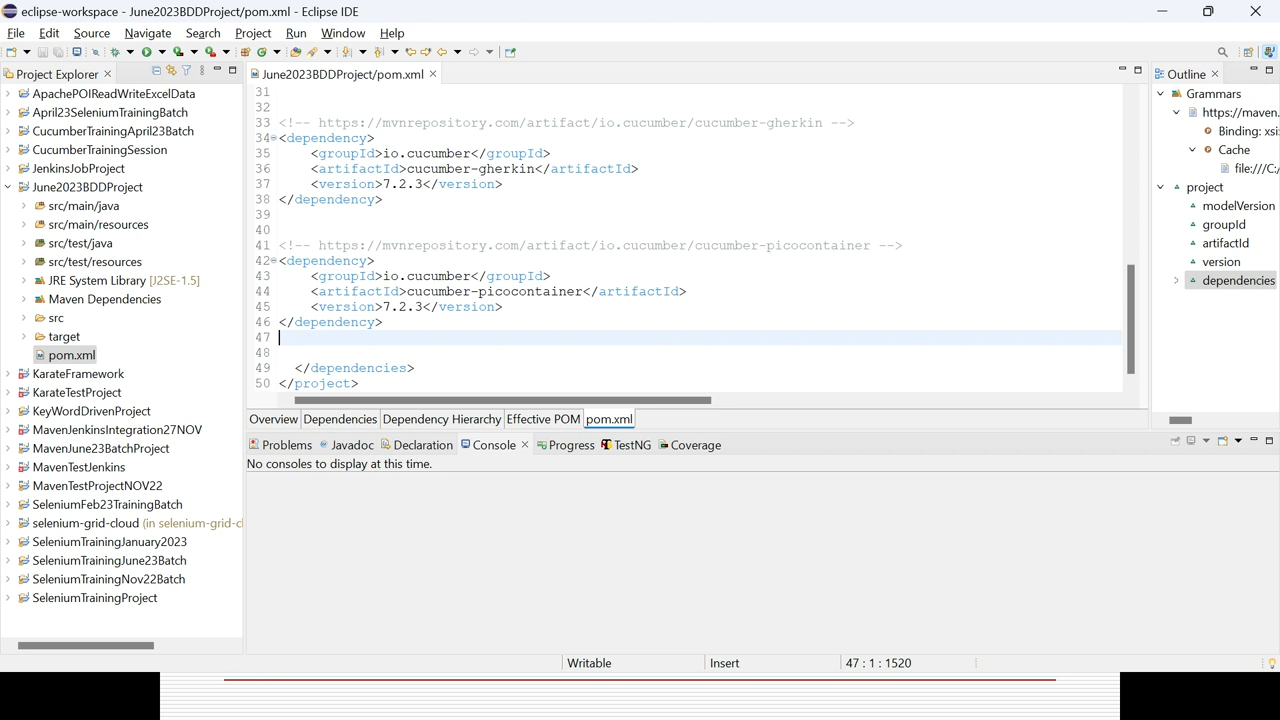 eclipse-workspace - June2023BDDProject/pom.xml - Eclipse IDE
File Edit Source Navigate Search Project Run Window Help
Project Explorer
ApachePOIReadWriteExcelData
April23SeleniumTrainingBatch
CucumberTrainingApril23Batch
CucumberTrainingSession
JenkinsJobProject
June2023BDDProject
src/main/java
src/main/resources
src/test/java
src/test/resources
JRE System Library [J2SE-1.5]
Maven Dependencies
src
target
pom.xml
KarateFramework
KarateTestProject
KeyWordDrivenProject
MavenJenkinsIntegration27NOV
MavenJune23BatchProject
MavenTestJenkins
MavenTestProjectNOV22
SeleniumFeb23TrainingBatch
selenium-grid-cloud (in selenium-grid-cl
SeleniumTrainingJanuary2023
SeleniumTrainingJune23Batch
SeleniumTrainingNov22Batch
SeleniumTrainingProject
June2023BDDProject/pom.xml
31
32
33 <!-- https://mvnrepository.com/artifact/io.cucumber/cucumber-gherkin -->
34 <dependency>
35 <groupId>io.cucumber</groupId>
36 <artifactId>cucumber-gherkin</artifactId>
37 <version>7.2.3</version>
38 </dependency>
39
40
41 <!-- https://mvnrepository.com/artifact/io.cucumber/cucumber-picocontainer -->
42 <dependency>
43 <groupId>io.cucumber</groupId>
44 <artifactId>cucumber-picocontainer</artifactId>
45 <version>7.2.3</version>
46 </dependency>
47
48
49 </dependencies>
50 </project>
Overview Dependencies Dependency Hierarchy Effective POM pom.xml
Problems Javadoc Declaration Console Progress TestNG Coverage
No consoles to display at this time.
Outline
Grammars
https://maven.
Binding: xsi:
Cache
file:///C:/
project
modelVersion
groupId
artifactId
version
dependencies
Writable Insert 47 : 1 : 1520